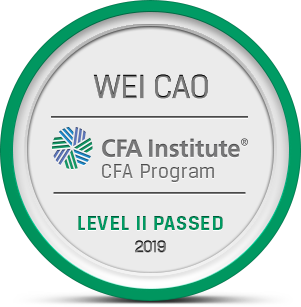 WEI CAO
CFA Institute®
CFA Program
LEVEL II PASSED
2019